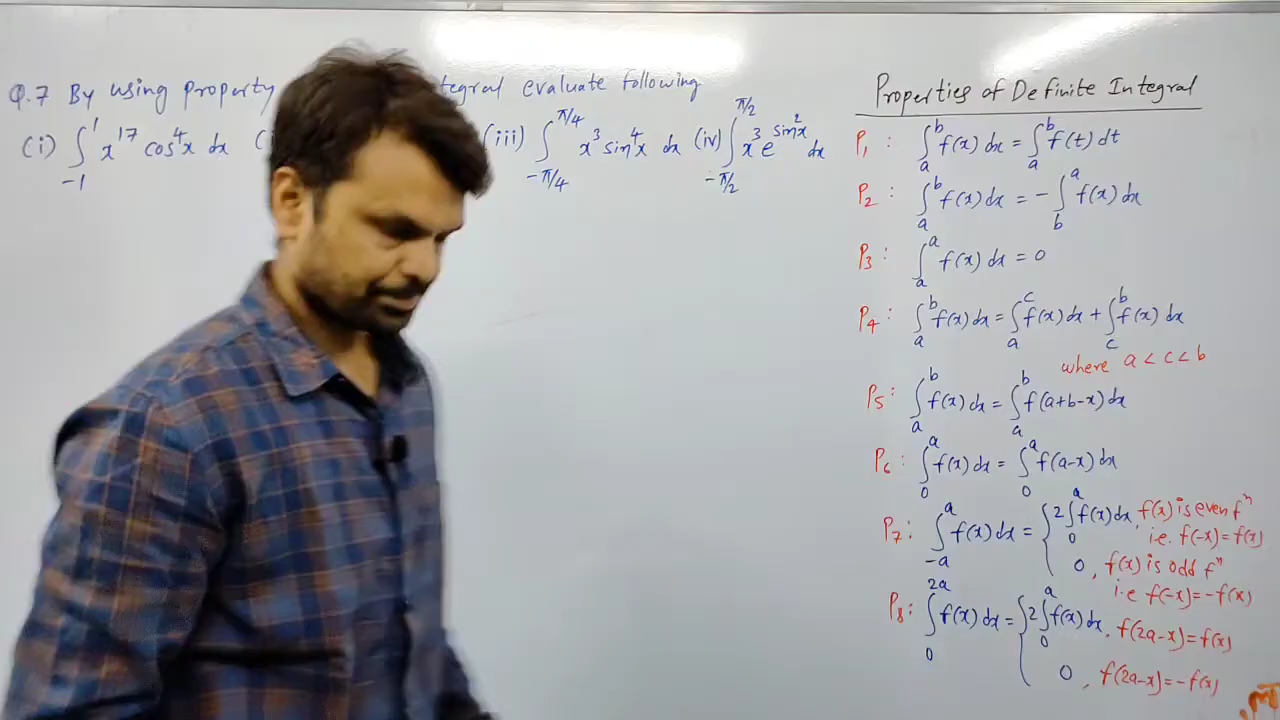 Q.7 By using property tegral evaluate following
(i) ∫_{-1}^{1} x^{17} cos^4 x dx (iii) ∫_{-π/4}^{π/4} x^3 sin^4 x dx (iv) ∫_{-π/2}^{π/2} x^3 e^{sin^2 x} dx
Properties of Definite Integral
P1 : ∫_a^b f(x) dx = ∫_a^b f(t) dt
P2 : ∫_a^b f(x) dx = - ∫_b^a f(x) dx
P3 : ∫_a^a f(x) dx = 0
P4 : ∫_a^b f(x) dx = ∫_a^c f(x) dx + ∫_c^b f(x) dx
where a < c < b
P5 : ∫_a^b f(x) dx = ∫_a^b f(a+b-x) dx
P6 : ∫_0^a f(x) dx = ∫_0^a f(a-x) dx
P7 : ∫_{-a}^a f(x) dx = { 2∫_0^a f(x) dx, f(x) is even f^n
i.e. f(-x) = f(x)
0, f(x) is odd f^n
i.e f(-x) = -f(x)
P8 : ∫_0^{2a} f(x) dx = { 2∫_0^a f(x) dx, f(2a-x) = f(x)
0, f(2a-x) = -f(x)